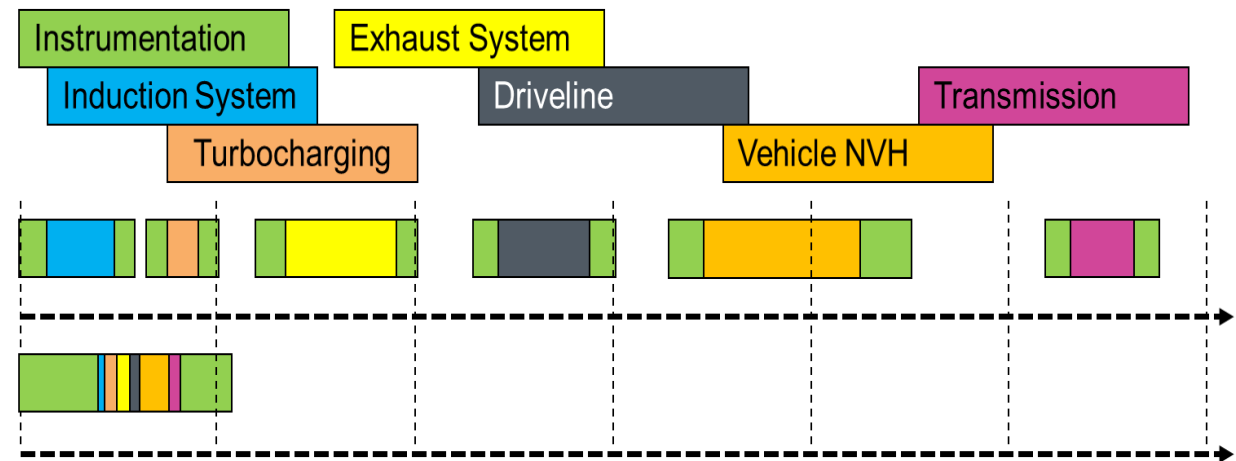 Instrumentation
Exhaust System
Induction System
Driveline
Transmission
Turbocharging
Vehicle NVH